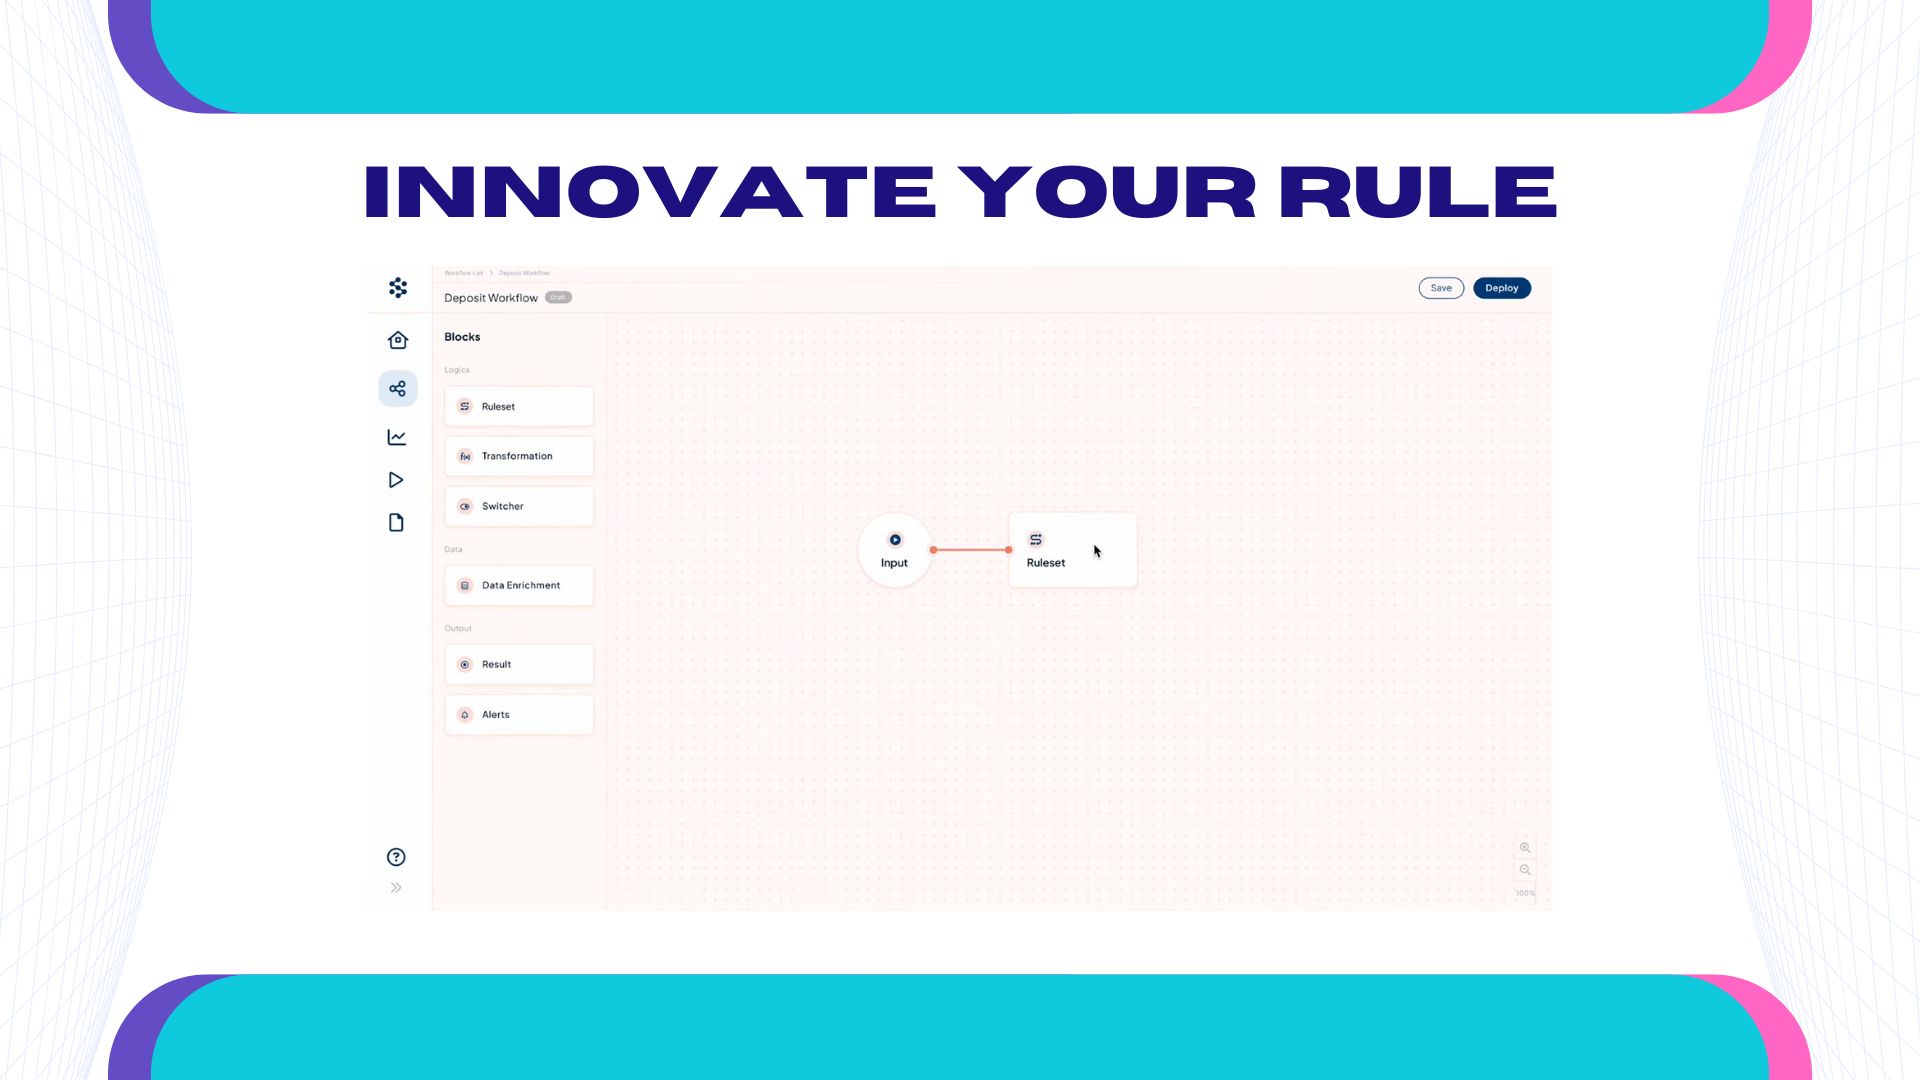 INNOVATE YOUR RULE
Workflow List > Deposit Workflow
Deposit Workflow Draft
Save Deploy
Blocks
Logics
Ruleset
f(x) Transformation
Switcher
Data
Data Enrichment
Output
Result
Alerts
Input
Ruleset
?
100%